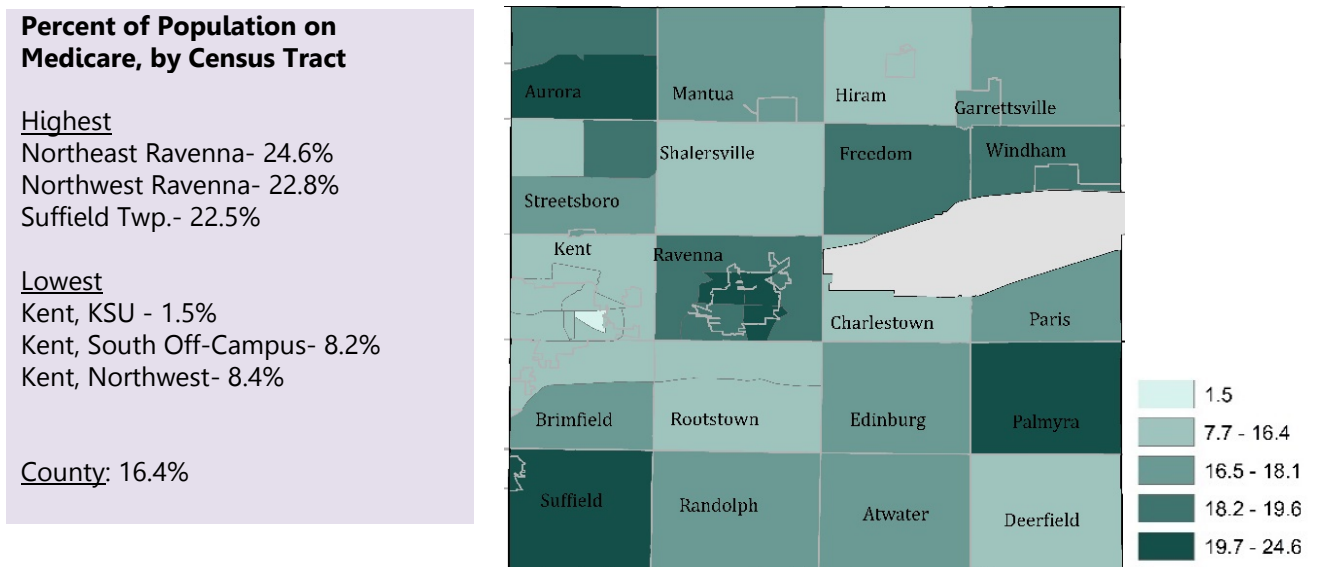 Percent of Population on
Medicare, by Census Tract
Highest
Northeast Ravenna- 24.6%
Northwest Ravenna- 22.8%
Suffield Twp.- 22.5%
Lowest
Kent, KSU - 1.5%
Kent, South Off-Campus- 8.2%
Kent, Northwest- 8.4%
County: 16.4%
Aurora
Mantua
Hiram
Garrettsville
Shalersville
Freedom
Windham
Streetsboro
Kent
Ravenna
Charlestown
Paris
Brimfield
Rootstown
Edinburg
Palmyra
Suffield
Randolph
Atwater
Deerfield
1.5
7.7 - 16.4
16.5 - 18.1
18.2 - 19.6
19.7 - 24.6